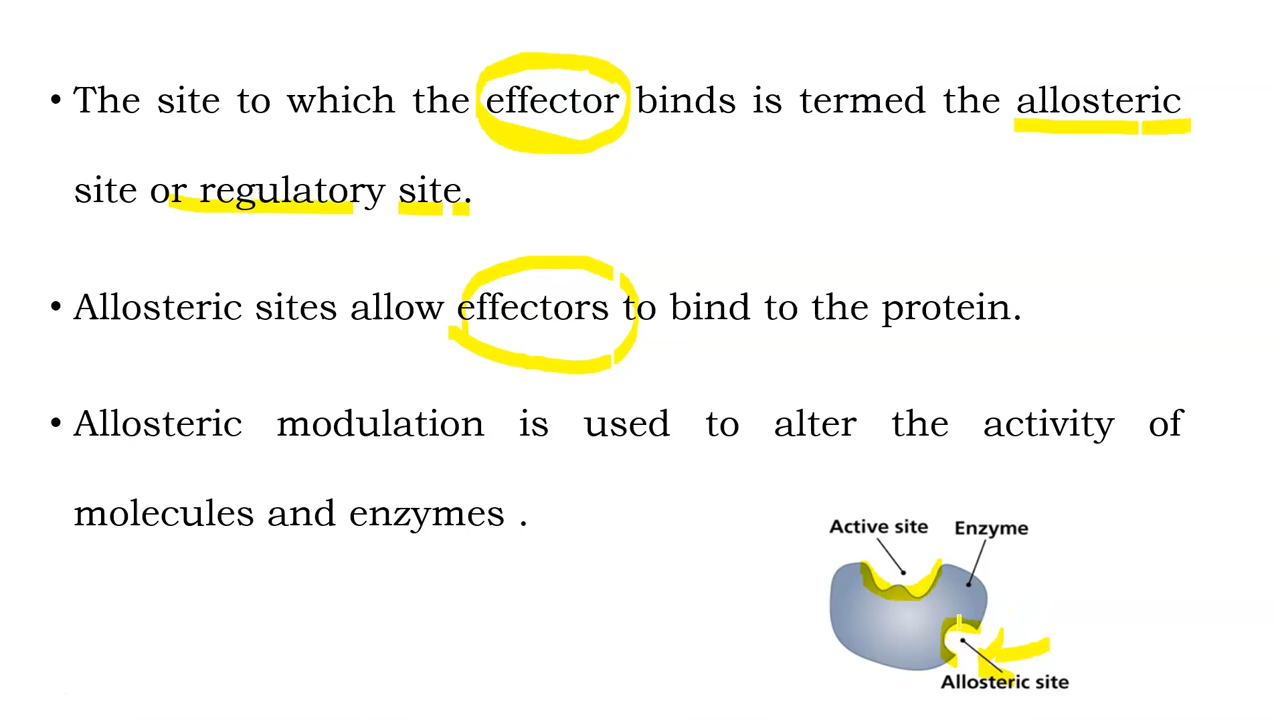 • The site to which the effector binds is termed the allosteric
site or regulatory site.
• Allosteric sites allow effectors to bind to the protein.
• Allosteric modulation is used to alter the activity of
molecules and enzymes .
Active site Enzyme
Allosteric site